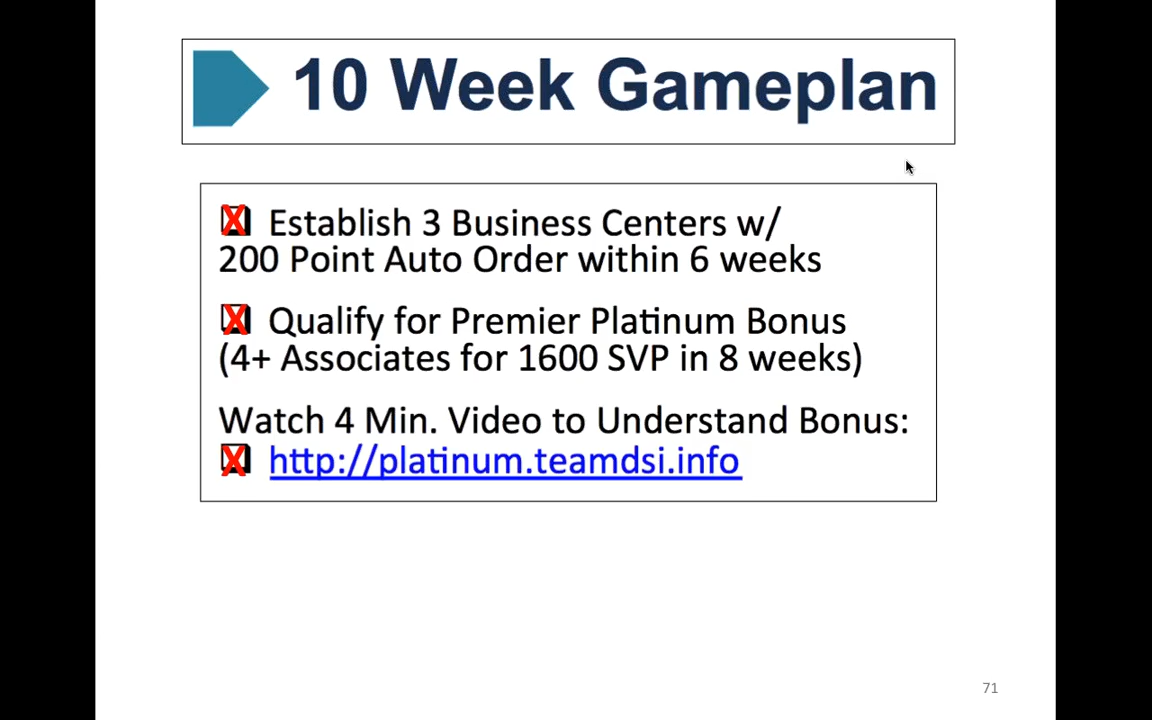 10 Week Gameplan
X Establish 3 Business Centers w/
200 Point Auto Order within 6 weeks
X Qualify for Premier Platinum Bonus
(4+ Associates for 1600 SVP in 8 weeks)
Watch 4 Min. Video to Understand Bonus:
X http://platinum.teamdsi.info
71